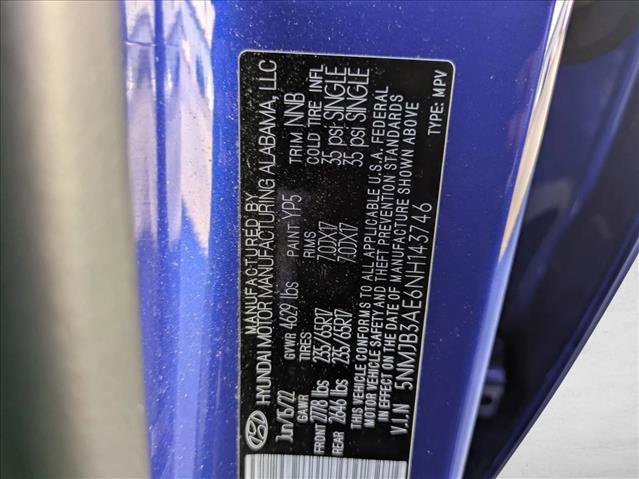 MANUFACTURED BY
HYUNDAI MOTOR MANUFACTURING ALABAMA, LLC
Jun/15/22 GVWR 4629 lbs PAINT YP5 TRIM NNB
GAWR TIRES RIMS COLD TIRE INFL
FRONT 2778 lbs 235/65R17 7.0JX17 35 psi SINGLE
REAR 2646 lbs 235/65R17 7.0JX17 35 psi SINGLE
THIS VEHICLE CONFORMS TO ALL APPLICABLE U.S.A. FEDERAL
MOTOR VEHICLE SAFETY AND THEFT PREVENTION STANDARDS
IN EFFECT ON THE DATE OF MANUFACTURE SHOWN ABOVE
V.I.N 5NMJB3AE6NH143746 TYPE: MPV